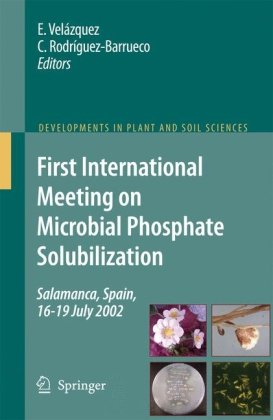 E. Velázquez
C. Rodríguez-Barrueco
Editors
DEVELOPMENTS IN PLANT AND SOIL SCIENCES
First International
Meeting on
Microbial Phosphate
Solubilization
Salamanca, Spain,
16-19 July 2002
Springer